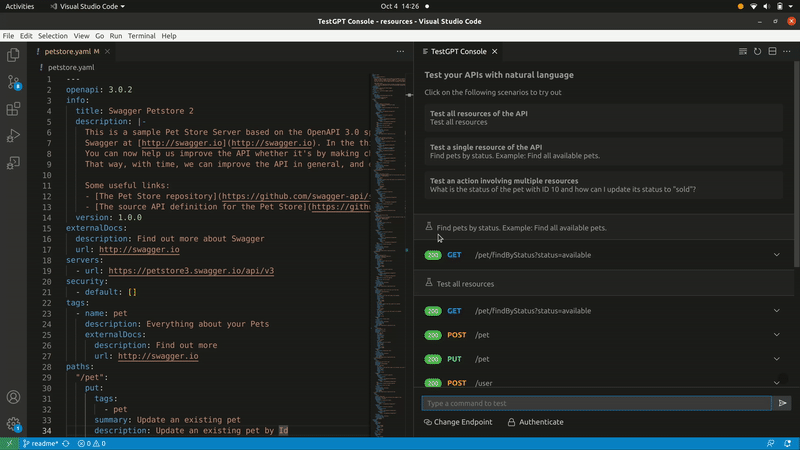 Activities
Visual Studio Code
Oct 4 14:26
TestGPT Console - resources - Visual Studio Code
File Edit Selection View Go Run Terminal Help
petstore.yaml M
petstore.yaml
1 ---
2 openapi: 3.0.2
3 info:
4 title: Swagger Petstore 2
5 description: |-
6 This is a sample Pet Store Server based on the OpenAPI 3.0 sp
7 Swagger at [http://swagger.io](http://swagger.io). In the th
8 You can now help us improve the API whether it's by making ch
9 That way, with time, we can improve the API in general, and
10
11 Some useful links:
12 - [The Pet Store repository](https://github.com/swagger-api/
13 - [The source API definition for the Pet Store](https://gith
14 version: 1.0.0
15 externalDocs:
16 description: Find out more about Swagger
17 url: http://swagger.io
18 servers:
19 - url: https://petstore3.swagger.io/api/v3
20 security:
21 - default: []
22 tags:
23 - name: pet
24 description: Everything about your Pets
25 externalDocs:
26 description: Find out more
27 url: http://swagger.io
28 paths:
29 "/pet":
30 put:
31 tags:
32 - pet
33 summary: Update an existing pet
34 description: Update an existing pet by Id
TestGPT Console
Test your APIs with natural language
Click on the following scenarios to try out
Test all resources of the API
Test all resources
Test a single resource of the API
Find pets by status. Example: Find all available pets.
Test an action involving multiple resources
What is the status of the pet with ID 10 and how can I update its status to "sold"?
Find pets by status. Example: Find all available pets.
200 GET /pet/findByStatus?status=available
Test all resources
200 GET /pet/findByStatus?status=available
200 POST /pet
200 PUT /pet
200 POST /user
Type a command to test
Change Endpoint Authenticate
readme* 0 0